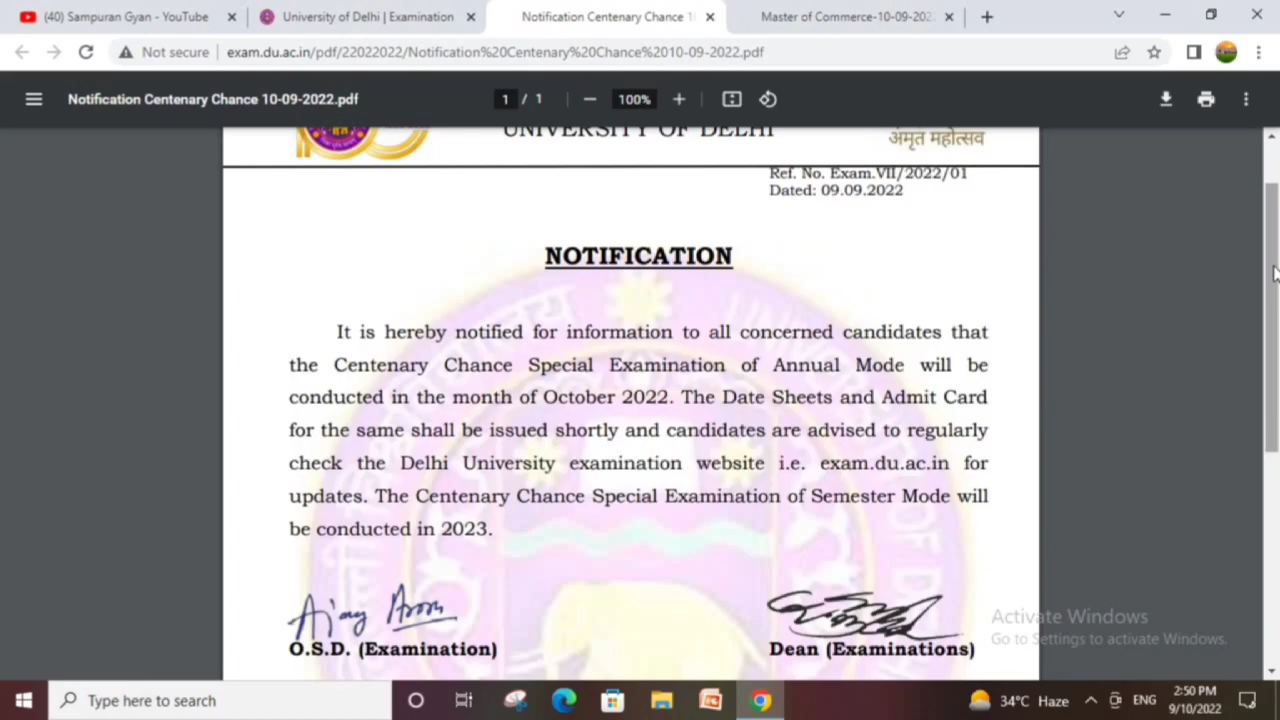 (40) Sampuran Gyan - YouTube
University of Delhi | Examination
Notification Centenary Chance 1
Master of Commerce-10-09-202
Not secure
exam.du.ac.in/pdf/22022022/Notification%20Centenary%20Chance%2010-09-2022.pdf
Notification Centenary Chance 10-09-2022.pdf
1 / 1
100%
UNIVERSITY OF DELHI
अमृत महोत्सव
Ref. No. Exam.VII/2022/01
Dated: 09.09.2022
NOTIFICATION
It is hereby notified for information to all concerned candidates that
the Centenary Chance Special Examination of Annual Mode will be
conducted in the month of October 2022. The Date Sheets and Admit Card
for the same shall be issued shortly and candidates are advised to regularly
check the Delhi University examination website i.e. exam.du.ac.in for
updates. The Centenary Chance Special Examination of Semester Mode will
be conducted in 2023.
O.S.D. (Examination)
Dean (Examinations)
Activate Windows
Go to Settings to activate Windows.
Type here to search
34°C Haze
ENG
2:50 PM
9/10/2022